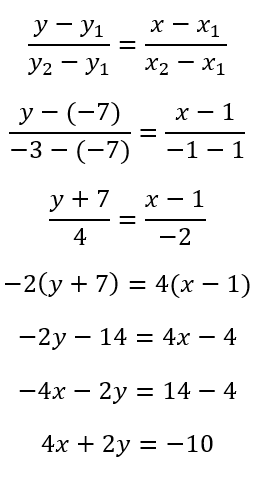 (y − y₁)/(y₂ − y₁) = (x − x₁)/(x₂ − x₁)
(y − (−7))/(−3 − (−7)) = (x − 1)/(−1 − 1)
(y + 7)/4 = (x − 1)/(−2)
−2(y + 7) = 4(x − 1)
−2y − 14 = 4x − 4
−4x − 2y = 14 − 4
4x + 2y = −10